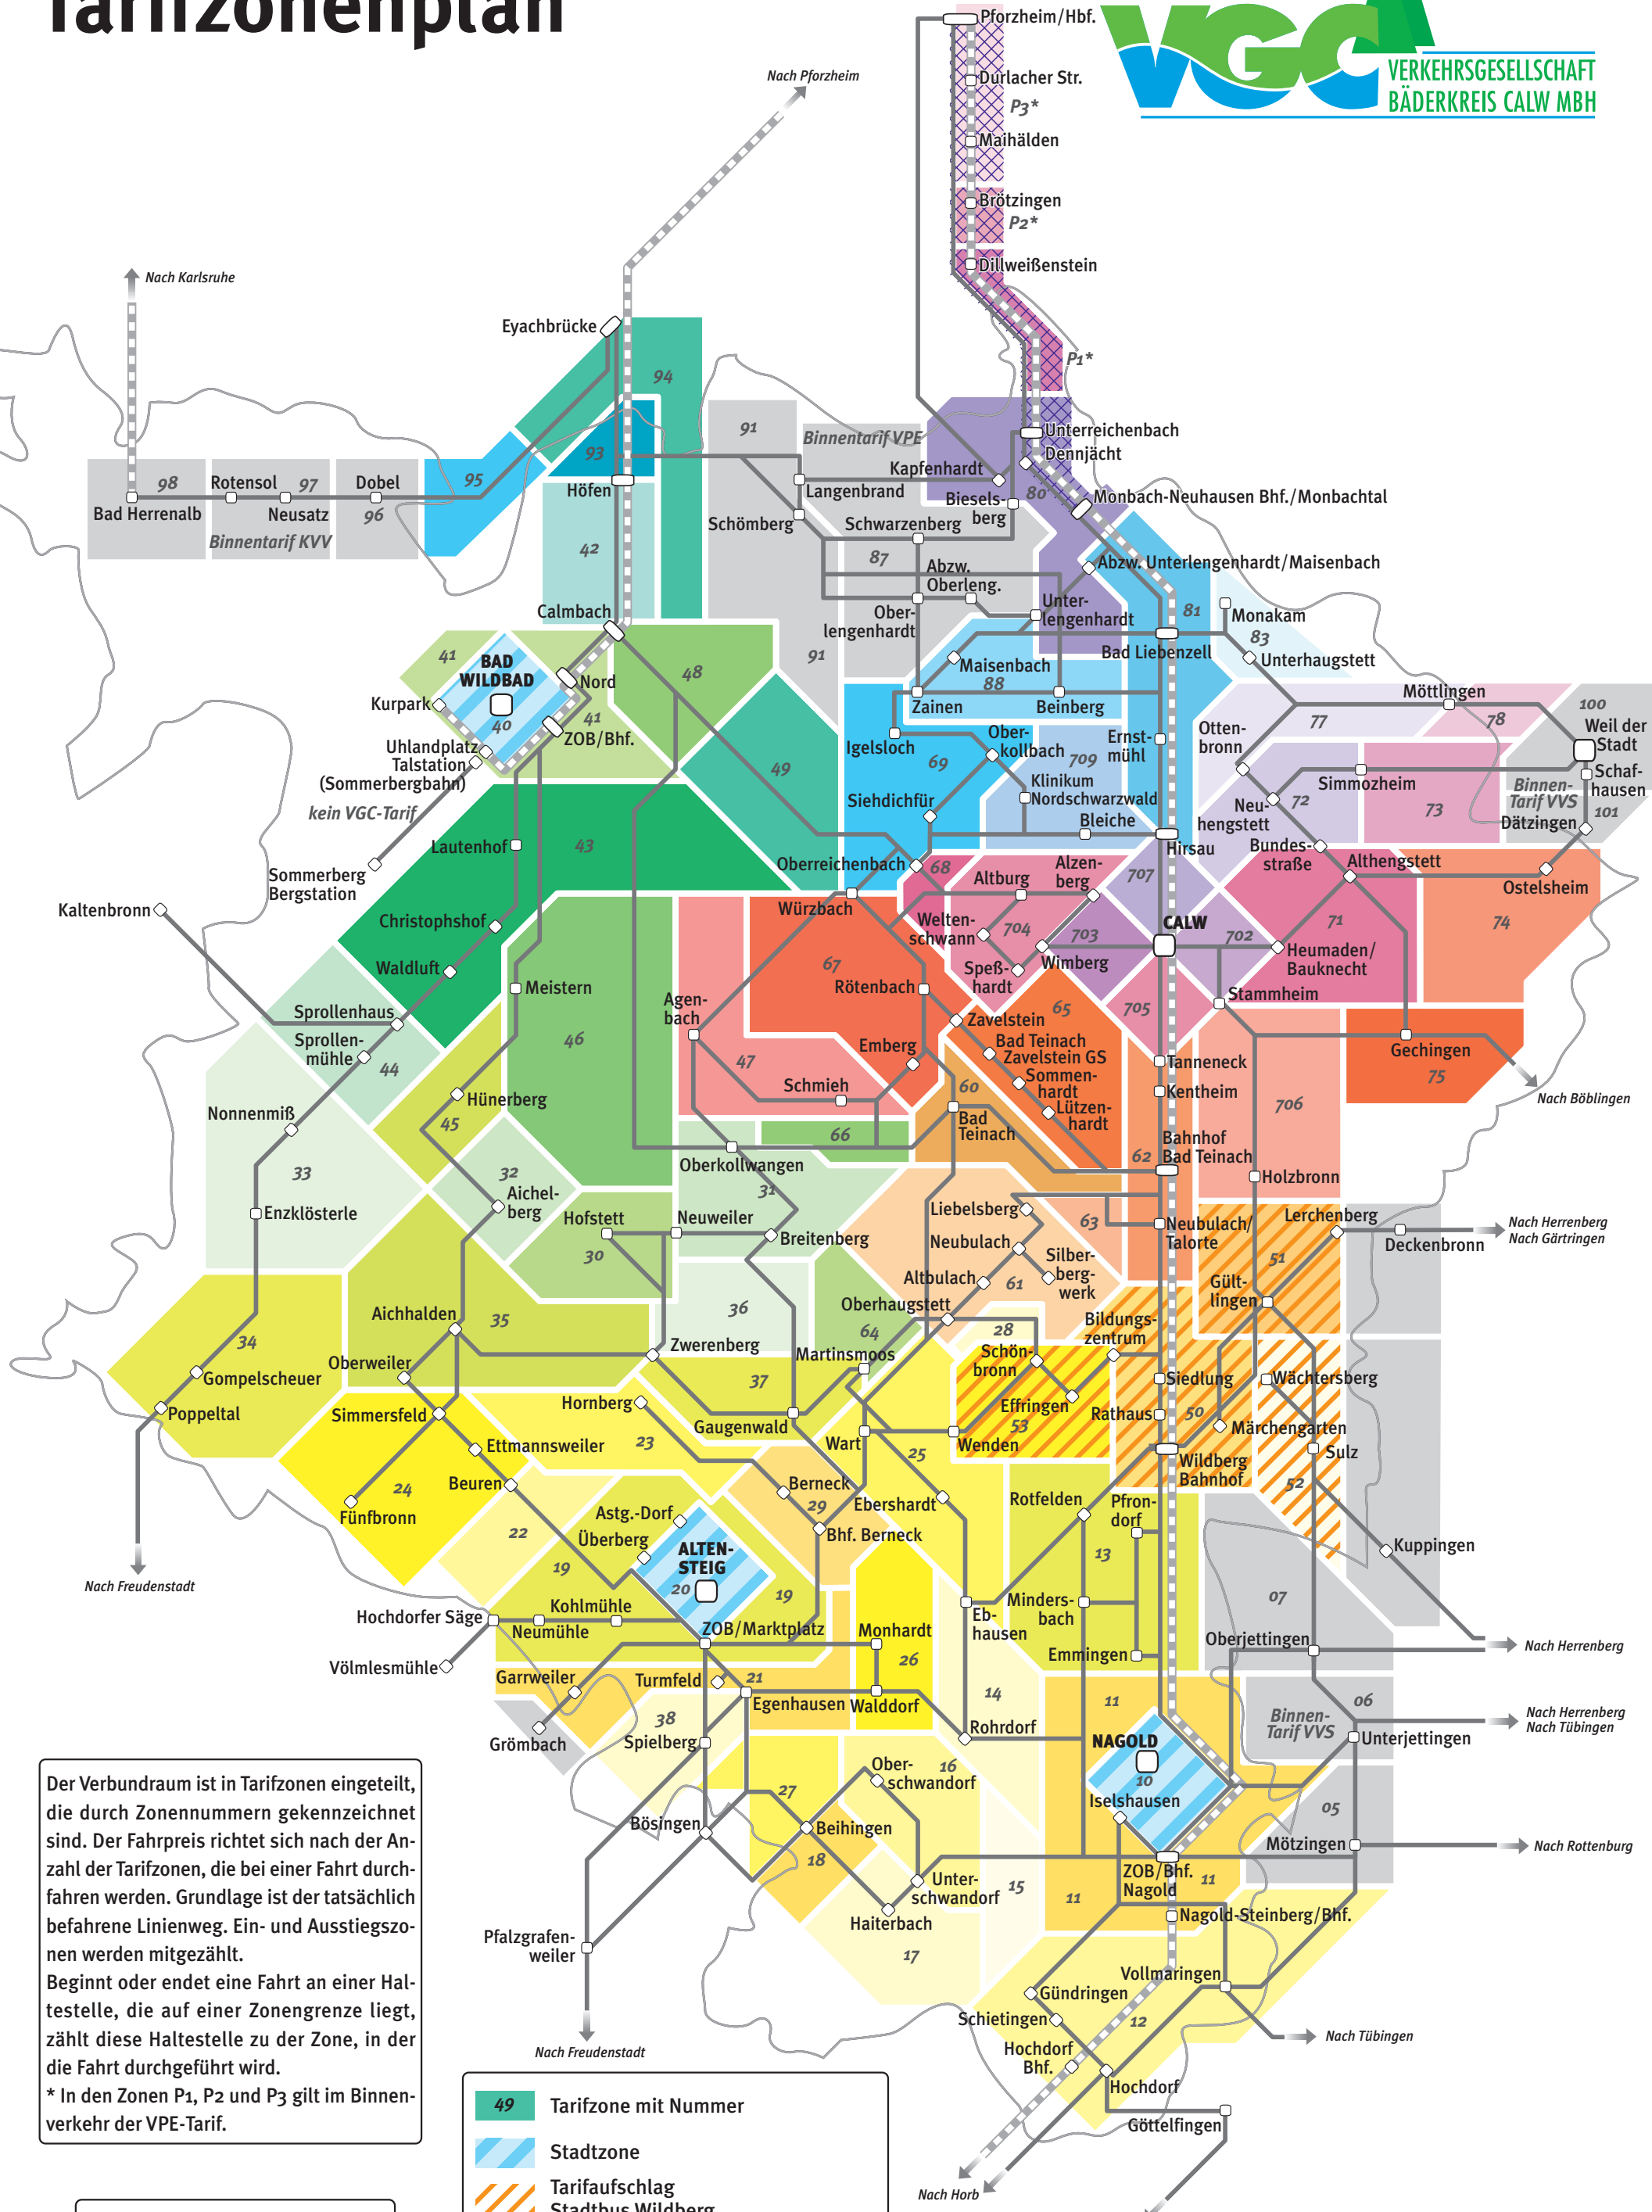 Tarifzonenplan
VERKEHRSGESELLSCHAFT
BÄDERKREIS CALW MBH
VGC
Pforzheim/Hbf.
Durlacher Str.
P3*
Maihälden
Brötzingen
P2*
Dillweißenstein
P1*
Nach Pforzheim
Nach Karlsruhe
Eyachbrücke
94
93
95
Höfen
42
Calmbach
98
Rotensol
97
Dobel
Bad Herrenalb
Neusatz
96
Binnentarif KVV
91
Binnentarif VPE
Kapfenhardt
Langenbrand
Unterreichenbach
Dennjächt
80
Biesels-
berg
Monbach-Neuhausen Bhf./Monbachtal
Schömberg
Schwarzenberg
87
Abzw.
Oberleng.
Abzw. Unterlengenhardt/Maisenbach
Ober-
lengenhardt
Unter-
lengenhardt
81
Monakam
83
Bad Liebenzell
Unterhaugstett
91
Maisenbach
88
Zainen
Beinberg
41
BAD
WILDBAD
40
Nord
41
Kurpark
ZOB/Bhf.
Uhlandplatz
Talstation
(Sommerbergbahn)
kein VGC-Tarif
Sommerberg
Bergstation
48
49
Igelsloch
Ober-
kollbach
69
709
Ernst-
mühl
Klinikum
Nordschwarzwald
Siehdichfür
Bleiche
Hirsau
Oberreichenbach
68
Otten-
bronn
77
Möttlingen
78
100
Weil der
Stadt
Simmozheim
Binnen-
Tarif VVS
Schaf-
hausen
101
72
73
Neu-
hengstett
Dätzingen
Bundes-
straße
Althengstett
Ostelsheim
74
Lautenhof
43
Kaltenbronn
Christophshof
Waldluft
Sprollenhaus
Sprollen-
mühle
44
Meistern
46
Würzbach
67
Rötenbach
Agen-
bach
47
Emberg
Schmieh
Altburg
Alzen-
berg
Welten-
schwann
704
Speß-
hardt
703
Wimberg
707
CALW
702
71
Heumaden/
Bauknecht
Stammheim
65
705
Zavelstein
Bad Teinach
Zavelstein GS
Sommen-
hardt
Lützen-
hardt
Tanneneck
Kentheim
60
Bad
Teinach
706
Gechingen
75
Nach Böblingen
Nonnenmiß
Hünerberg
45
33
Enzklösterle
32
Aichel-
berg
66
Oberkollwangen
31
62
Bahnhof
Bad Teinach
Holzbronn
Hofstett
30
Neuweiler
Breitenberg
Liebelsberg
63
Neubulach/
Talorte
Neubulach
Silber-
berg-
werk
Altbulach
61
Lerchenberg
51
Deckenbronn
Nach Herrenberg
Nach Gärtringen
Gült-
lingen
34
Gompelscheuer
Poppeltal
Nach Freudenstadt
Aichhalden
35
Oberweiler
Simmersfeld
36
64
Oberhaugstett
Zwerenberg
Martinsmoos
28
Schön-
bronn
Bildungs-
zentrum
Effringen
53
Siedlung
Rathaus
50
Wächtersberg
Märchengarten
Wildberg
Bahnhof
Sulz
52
37
Gaugenwald
Hornberg
23
Ettmannsweiler
Beuren
24
Fünfbronn
22
Wart
25
Wenden
Berneck
29
Ebershardt
Bhf. Berneck
Astg.-Dorf
Überberg
ALTEN-
STEIG
20
19
19
Rotfelden
Pfron-
dorf
13
Kuppingen
07
Hochdorfer Säge
Kohlmühle
Neumühle
ZOB/Marktplatz
Völmlesmühle
Monhardt
26
Eb-
hausen
Minders-
bach
Emmingen
Oberjettingen
Nach Herrenberg
Garrweiler
Turmfeld
21
Egenhausen
Walddorf
14
Rohrdorf
11
06
Binnen-
Tarif VVS
Nach Herrenberg
Nach Tübingen
Unterjettingen
Grömbach
38
Spielberg
NAGOLD
10
Iselshausen
16
Ober-
schwandorf
27
Bösingen
Beihingen
18
05
Mötzingen
Nach Rottenburg
Unter-
schwandorf
15
11
ZOB/Bhf.
Nagold
11
Haiterbach
17
Nagold-Steinberg/Bhf.
Pfalzgrafen-
weiler
Nach Freudenstadt
Vollmaringen
Gündringen
Schietingen
12
Nach Tübingen
Hochdorf
Bhf.
Hochdorf
Göttelfingen
Nach Horb
Der Verbundraum ist in Tarifzonen eingeteilt,
die durch Zonennummern gekennzeichnet
sind. Der Fahrpreis richtet sich nach der An-
zahl der Tarifzonen, die bei einer Fahrt durch-
fahren werden. Grundlage ist der tatsächlich
befahrene Linienweg. Ein- und Ausstiegszo-
nen werden mitgezählt.
Beginnt oder endet eine Fahrt an einer Hal-
testelle, die auf einer Zonengrenze liegt,
zählt diese Haltestelle zu der Zone, in der
die Fahrt durchgeführt wird.
* In den Zonen P1, P2 und P3 gilt im Binnen-
verkehr der VPE-Tarif.
49 Tarifzone mit Nummer
Stadtzone
Tarifaufschlag
Stadtbus Wildberg